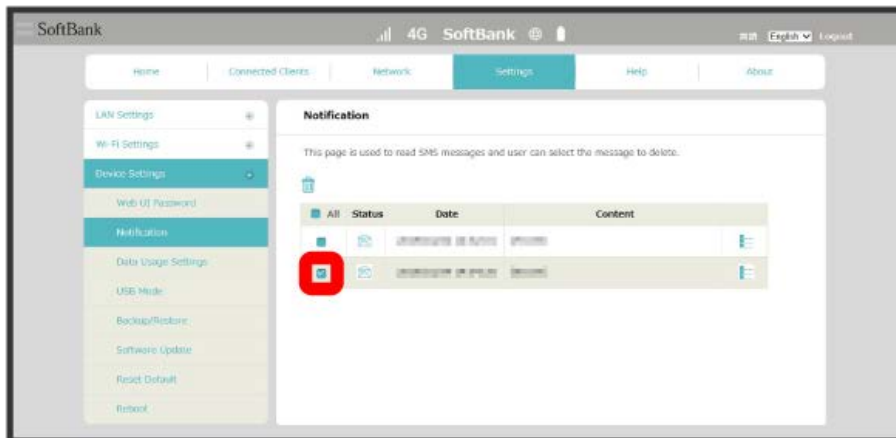 SoftBank
4G SoftBank
言語 English Logout
Home Connected Clients Network Settings Help About
LAN Settings
Wi-Fi Settings
Device Settings
Web UI Password
Notification
Data Usage Settings
USB Mode
Backup/Restore
Software Update
Reset Default
Reboot
Notification
This page is used to read SMS messages and user can select the message to delete.
All Status Date Content